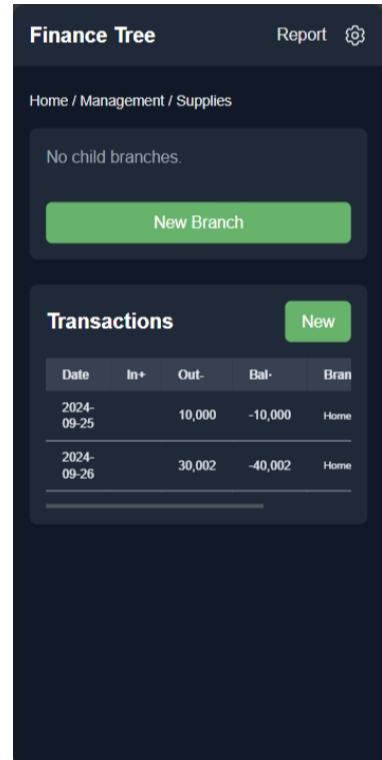 Finance Tree Report
Home / Management / Supplies
No child branches.
New Branch
Transactions New
Date In+ Out- Bal· Bran
2024-
09-25 10,000 -10,000 Home
2024-
09-26 30,002 -40,002 Home